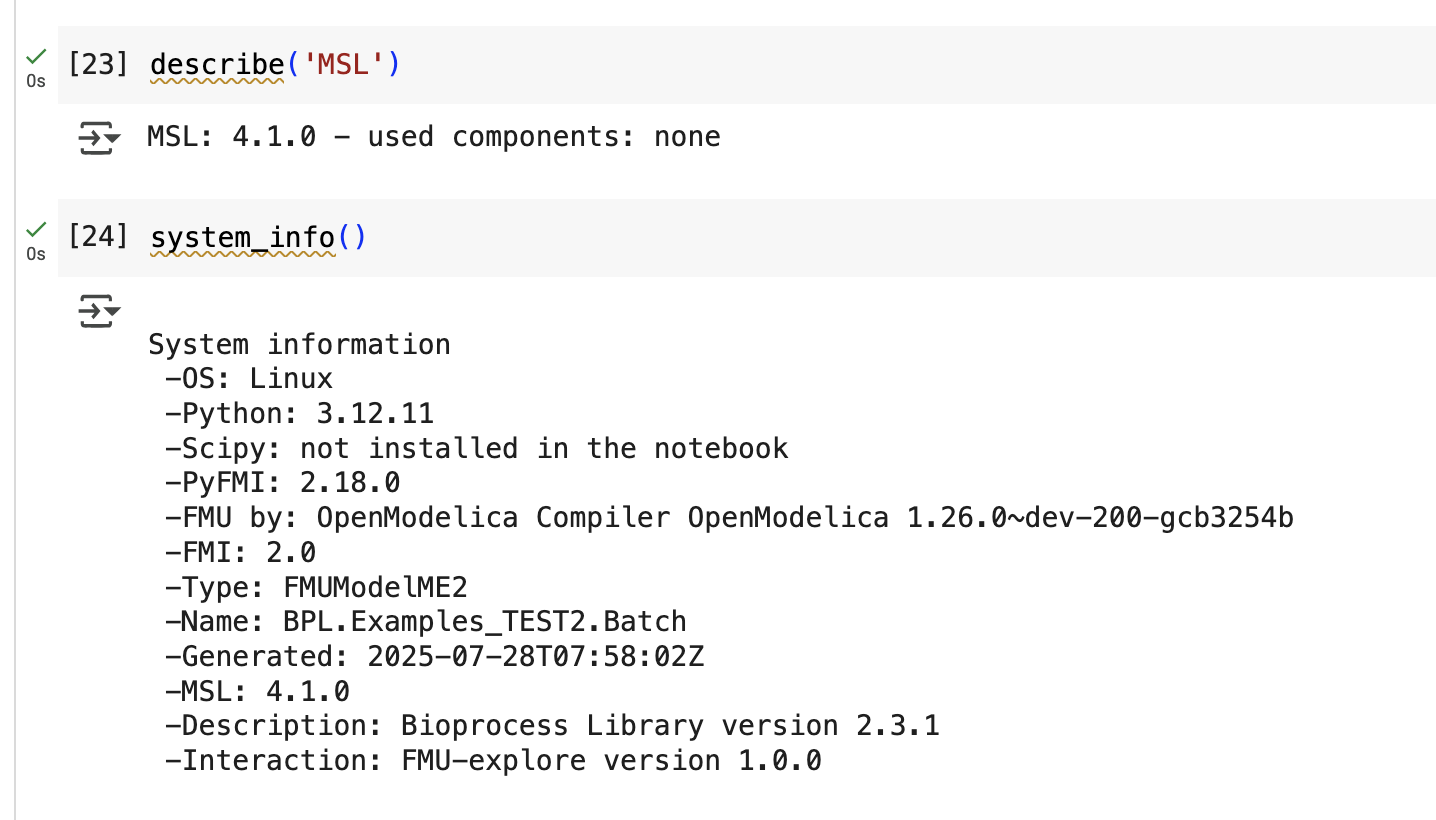 [23] describe('MSL')
0s
MSL: 4.1.0 – used components: none
[24] system_info()
0s
System information
–OS: Linux
–Python: 3.12.11
–Scipy: not installed in the notebook
–PyFMI: 2.18.0
–FMU by: OpenModelica Compiler OpenModelica 1.26.0~dev–200–gcb3254b
–FMI: 2.0
–Type: FMUModelME2
–Name: BPL.Examples_TEST2.Batch
–Generated: 2025–07–28T07:58:02Z
–MSL: 4.1.0
–Description: Bioprocess Library version 2.3.1
–Interaction: FMU–explore version 1.0.0